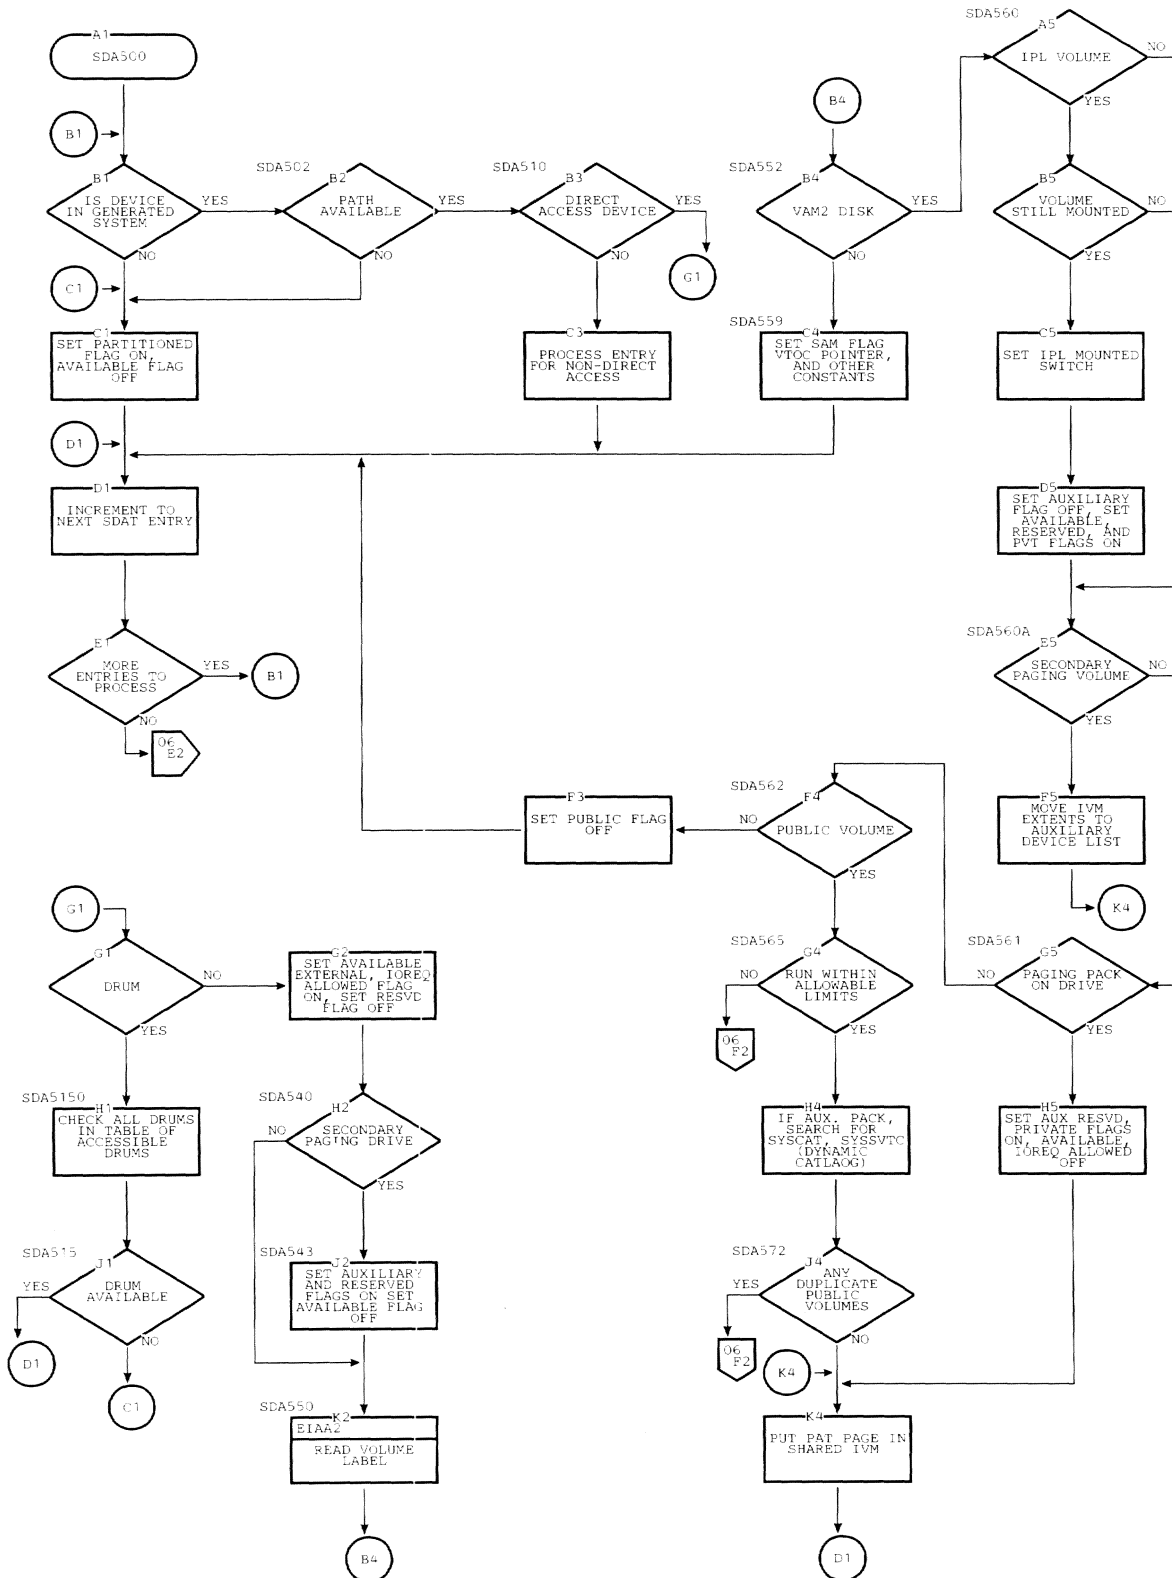 A1
SDA500
B1
B1
IS DEVICE
IN GENERATED
SYSTEM
YES
NO
SDA502
B2
PATH
AVAILABLE
YES
NO
SDA510
B3
DIRECT
ACCESS DEVICE
YES
NO
G1
B4
SDA552
B4
VAM2 DISK
YES
NO
SDA560
A5
IPL VOLUME
NO
YES
B5
VOLUME
STILL MOUNTED
NO
YES
C1
C1
SET PARTITIONED
FLAG ON,
AVAILABLE FLAG
OFF
C3
PROCESS ENTRY
FOR NON-DIRECT
ACCESS
SDA559
C4
SET SAM FLAG
VTOC POINTER,
AND OTHER
CONSTANTS
C5
SET IPL MOUNTED
SWITCH
D1
D1
INCREMENT TO
NEXT SDAT ENTRY
D5
SET AUXILIARY
FLAG OFF, SET
AVAILABLE,
RESERVED, AND
PVT FLAGS ON
E1
MORE
ENTRIES TO
PROCESS
YES
B1
NO
06
E2
SDA560A
E5
SECONDARY
PAGING VOLUME
NO
YES
F3
SET PUBLIC FLAG
OFF
SDA562
F4
PUBLIC VOLUME
NO
YES
F5
MOVE IVM
EXTENTS TO
AUXILIARY
DEVICE LIST
K4
G1
G1
DRUM
NO
YES
G2
SET AVAILABLE
EXTERNAL, IOREQ
ALLOWED FLAG
ON, SET RESVD
FLAG OFF
SDA565
G4
RUN WITHIN
ALLOWABLE
LIMITS
NO
YES
06
F2
SDA561
G5
PAGING PACK
ON DRIVE
NO
YES
SDA5150
H1
CHECK ALL DRUMS
IN TABLE OF
ACCESSIBLE
DRUMS
SDA540
H2
SECONDARY
PAGING DRIVE
NO
YES
H4
IF AUX. PACK,
SEARCH FOR
SYSCAT, SYSSVTC
(DYNAMIC
CATLAOG)
H5
SET AUX RESVD,
PRIVATE FLAGS
ON, AVAILABLE,
IOREQ ALLOWED
OFF
SDA515
J1
DRUM
AVAILABLE
YES
NO
D1
C1
SDA543
J2
SET AUXILIARY
AND RESERVED
FLAGS ON SET
AVAILABLE FLAG
OFF
SDA572
J4
ANY
DUPLICATE
PUBLIC
VOLUMES
YES
NO
06
F2
K4
SDA550
K2
EIAA2
READ VOLUME
LABEL
B4
K4
PUT PAT PAGE IN
SHARED IVM
D1